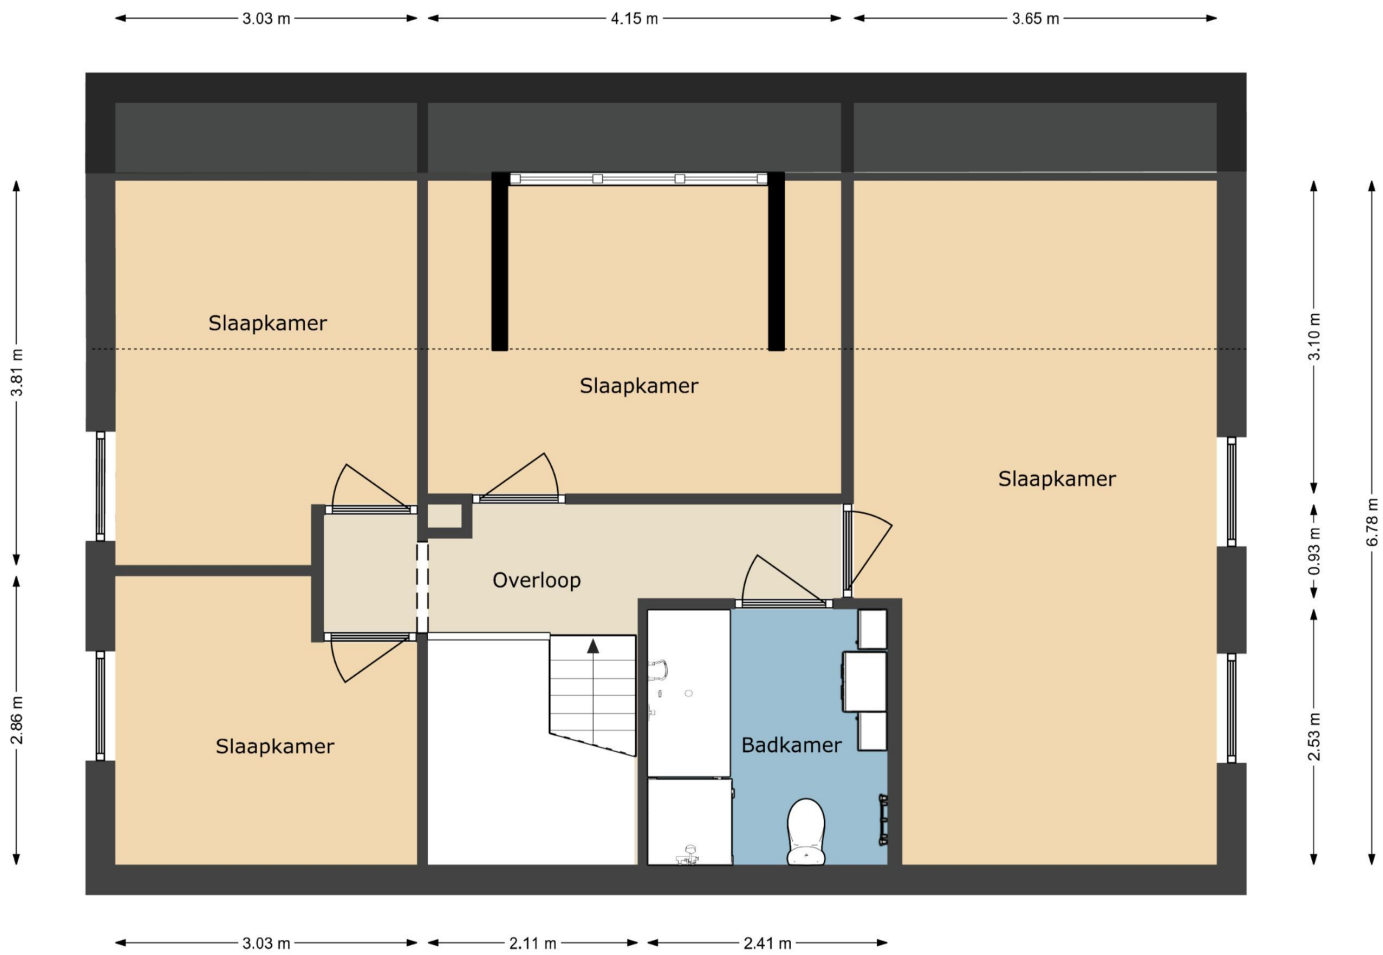 3.03 m
4.15 m
3.65 m
Slaapkamer
3.10 m
3.81 m
Slaapkamer
Slaapkamer
6.78 m
0.93 m
Overloop
2.86 m
Slaapkamer
Badkamer
2.53 m
3.03 m
2.11 m
2.41 m